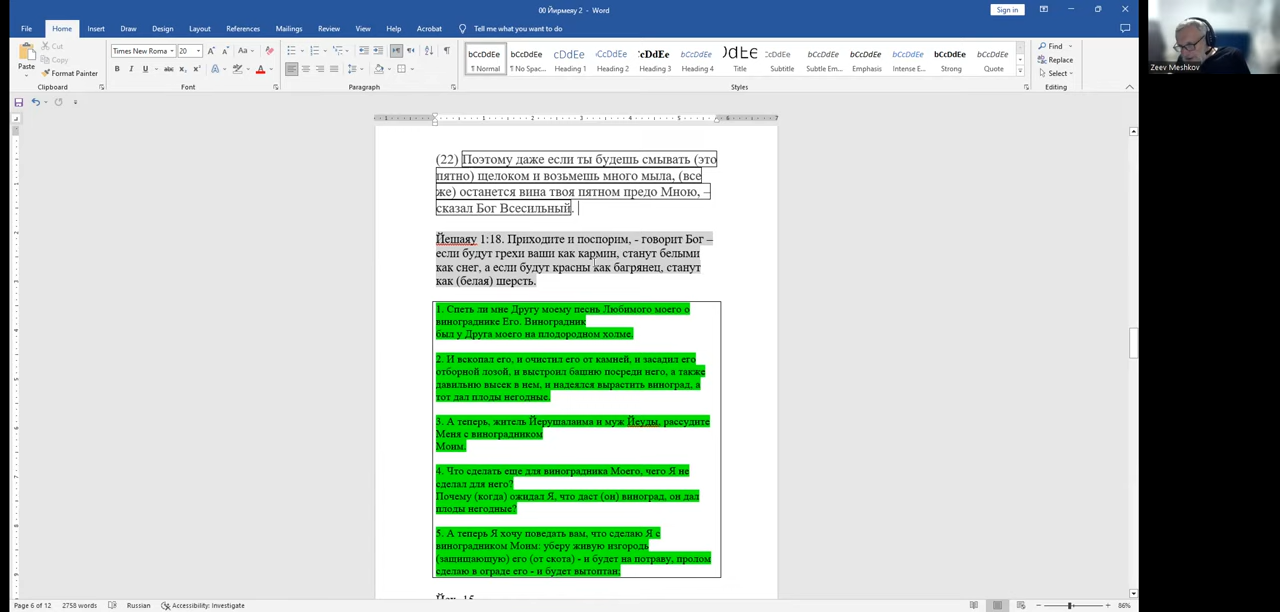 00 Йирмеяу 2 - Word
Sign in
File Home Insert Draw Design Layout References Mailings Review View Help Acrobat Tell me what you want to do
Cut
Copy
Format Painter
Paste
Times New Roma 20
AaBbCcDdEe
Normal
No Spac...
Heading 1
Heading 2
Heading 3
Heading 4
Title
Subtitle
Subtle Em...
Emphasis
Intense E...
Strong
Quote
Find
Replace
Select
Clipboard Font Paragraph Styles Editing
Zeev Meshkov
(22) Поэтому даже если ты будешь смывать (это
пятно) щелоком и возьмешь много мыла, (все
же) останется вина твоя пятном предо Мною, –
сказал Бог Всесильный.
Йешаяу 1:18. Приходите и поспорим, - говорит Бог –
если будут грехи ваши как кармин, станут белыми
как снег, а если будут красны как багрянец, станут
как (белая) шерсть.
1. Спеть ли мне Другу моему песнь Любимого моего о
винограднике Его. Виноградник
был у Друга моего на плодородном холме.
2. И вскопал его, и очистил его от камней, и засадил его
отборной лозой, и выстроил башню посреди него, а также
давильню высек в нем, и надеялся вырастить виноград, а
тот дал плоды негодные.
3. А теперь, житель Йерушалаима и муж Йеуды, рассудите
Меня с виноградником
Моим.
4. Что сделать еще для виноградника Моего, чего Я не
сделал для него?
Почему (когда) ожидал Я, что даст (он) виноград, он дал
плоды негодные?
5. А теперь Я хочу поведать вам, что сделаю Я с
виноградником Моим: уберу живую изгородь
(защищающую) его (от скота) - и будет на потраву, пролом
сделаю в ограде его - и будет вытоптан;
Page 6 of 12 2758 words Russian Accessibility: Investigate 86%